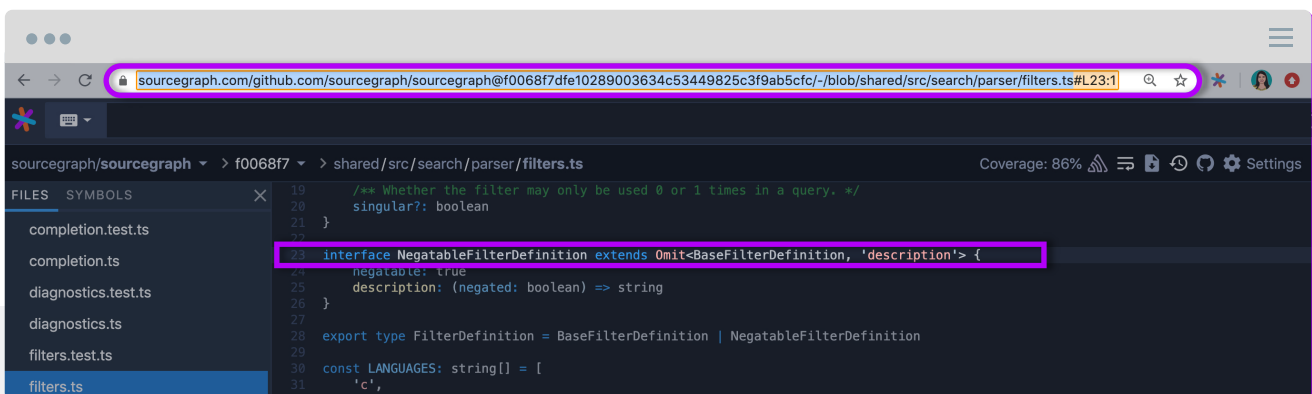 sourcegraph.com/github.com/sourcegraph/sourcegraph@f0068f7dfe10289003634c53449825c3f9ab5cfc/-/blob/shared/src/search/parser/filters.ts#L23:1
sourcegraph/sourcegraph > f0068f7 > shared/src/search/parser/filters.ts Coverage: 86% Settings
FILES SYMBOLS
completion.test.ts
completion.ts
diagnostics.test.ts
diagnostics.ts
filters.test.ts
filters.ts
19 /** Whether the filter may only be used 0 or 1 times in a query. */
20 singular?: boolean
21 }
22
23 interface NegatableFilterDefinition extends Omit<BaseFilterDefinition, 'description'> {
24 negatable: true
25 description: (negated: boolean) => string
26 }
27
28 export type FilterDefinition = BaseFilterDefinition | NegatableFilterDefinition
29
30 const LANGUAGES: string[] = [
31 'c',